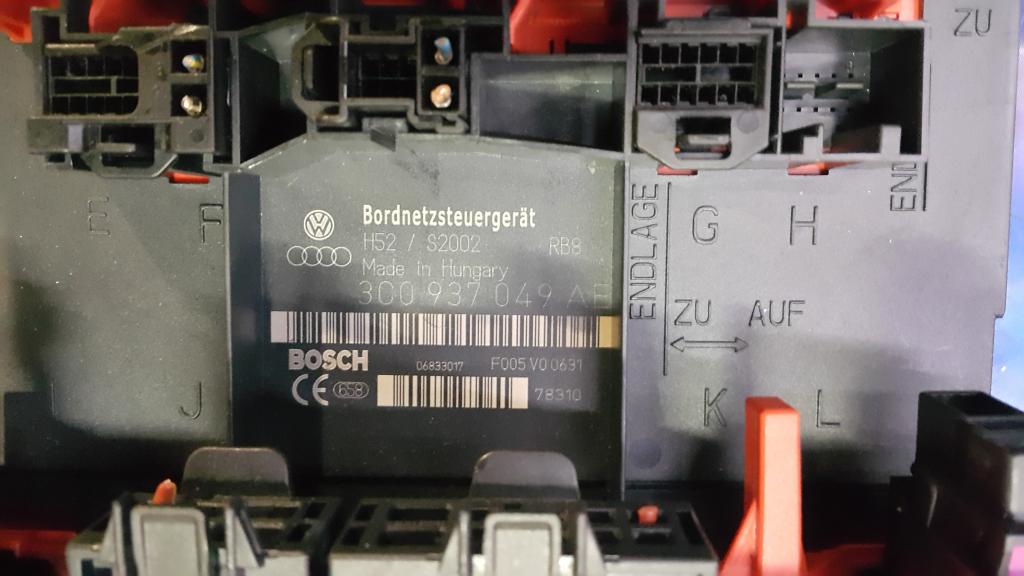 ZU
END
E
F
G
H
Bordnetzsteuergerät
H52 / S2002 RB8
Made in Hungary
3C0 937 049
ENDLAGE
ZU AUF
BOSCH
06833017 F005 V0 0631
CE 658
78310
J
K
L